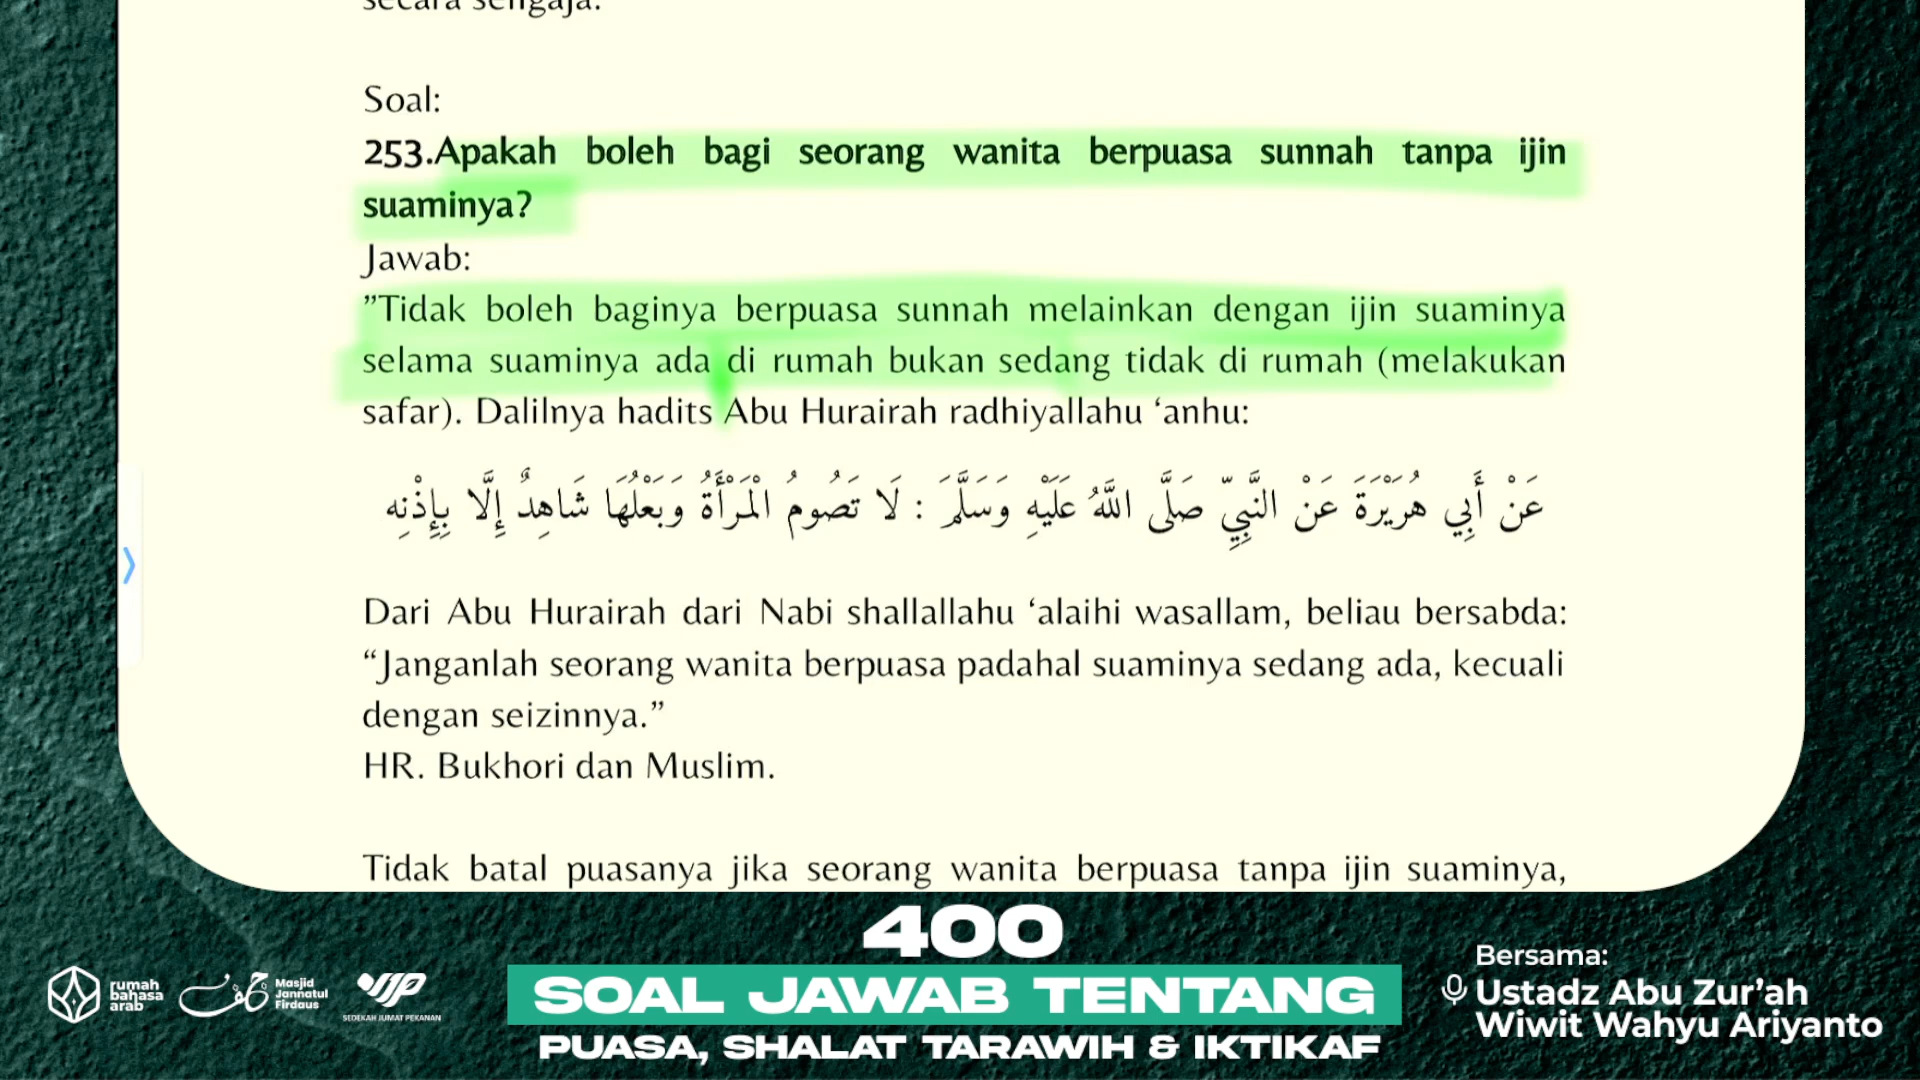 secara sengaja.
Soal:
253.Apakah boleh bagi seorang wanita berpuasa sunnah tanpa ijin
suaminya?
Jawab:
”Tidak boleh baginya berpuasa sunnah melainkan dengan ijin suaminya
selama suaminya ada di rumah bukan sedang tidak di rumah (melakukan
safar). Dalilnya hadits Abu Hurairah radhiyallahu ‘anhu:
عَنْ أَبِي هُرَيْرَةَ عَنْ النَّبِيِّ صَلَّى اللَّهُ عَلَيْهِ وَسَلَّمَ : لَا تَصُومُ الْمَرْأَةُ وَبَعْلُهَا شَاهِدٌ إِلَّا بِإِذْنِهِ
Dari Abu Hurairah dari Nabi shallallahu ‘alaihi wasallam, beliau bersabda:
“Janganlah seorang wanita berpuasa padahal suaminya sedang ada, kecuali
dengan seizinnya.”
HR. Bukhori dan Muslim.
Tidak batal puasanya jika seorang wanita berpuasa tanpa ijin suaminya,
400
SOAL JAWAB TENTANG
PUASA, SHALAT TARAWIH & IKTIKAF
rumah
bahasa
arab
Masjid
Jannatul
Firdaus
SEDEKAH JUMAT PEKANAN
Bersama:
Ustadz Abu Zur’ah
Wiwit Wahyu Ariyanto